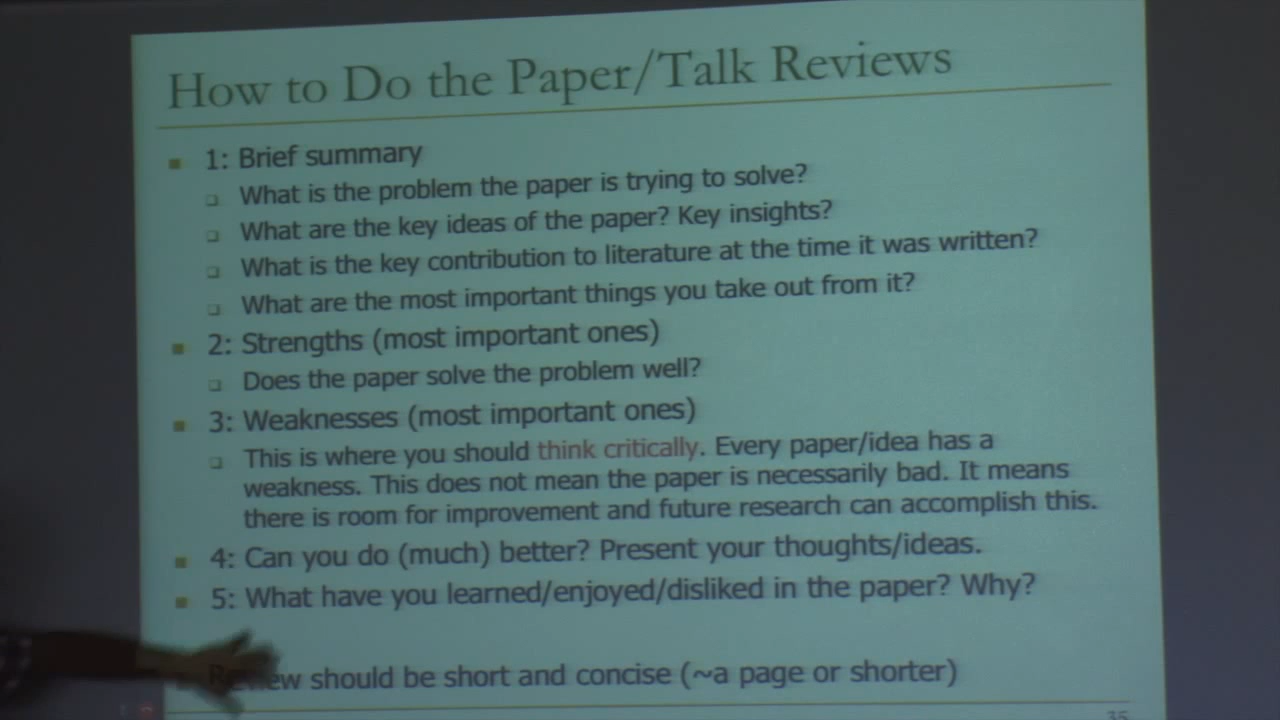 How to Do the Paper/Talk Reviews
1: Brief summary
What is the problem the paper is trying to solve?
What are the key ideas of the paper? Key insights?
What is the key contribution to literature at the time it was written?
What are the most important things you take out from it?
2: Strengths (most important ones)
Does the paper solve the problem well?
3: Weaknesses (most important ones)
This is where you should think critically. Every paper/idea has a
weakness. This does not mean the paper is necessarily bad. It means
there is room for improvement and future research can accomplish this.
4: Can you do (much) better? Present your thoughts/ideas.
5: What have you learned/enjoyed/disliked in the paper? Why?
Review should be short and concise (~a page or shorter)